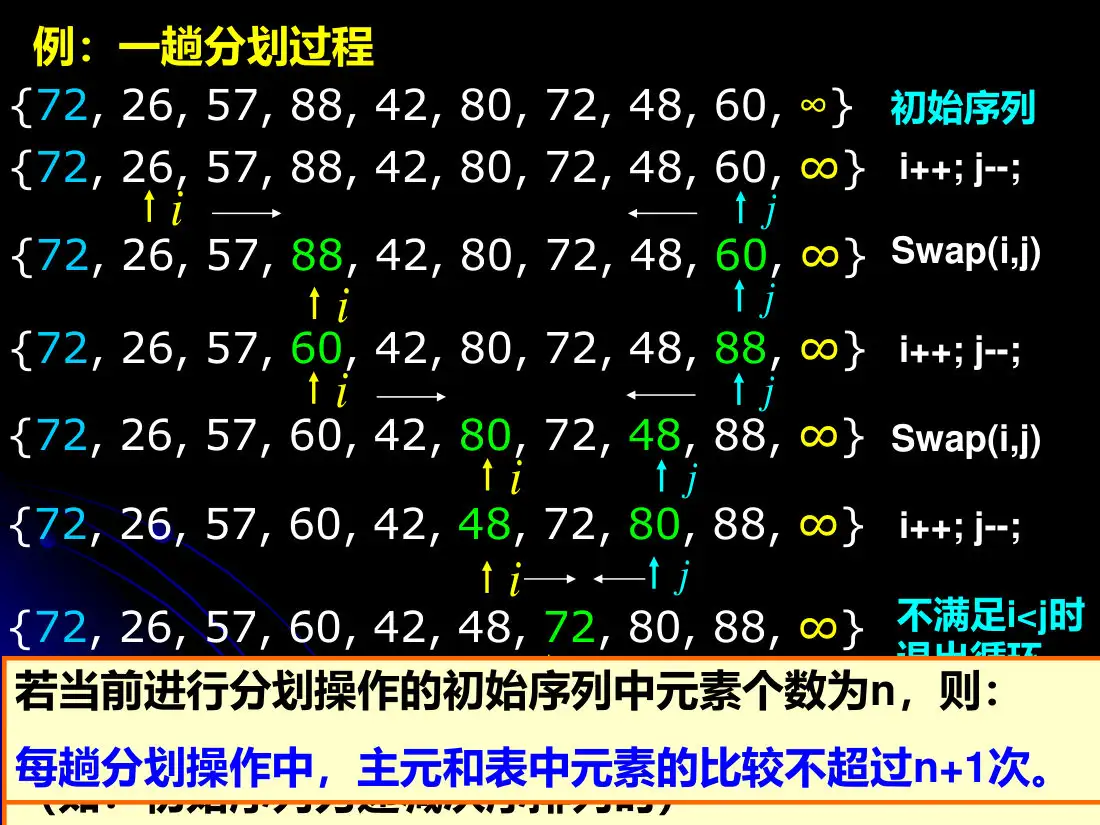 例：一趟分划过程
{72, 26, 57, 88, 42, 80, 72, 48, 60, ∞} 初始序列
{72, 26, 57, 88, 42, 80, 72, 48, 60, ∞} i++; j--;
i j
{72, 26, 57, 88, 42, 80, 72, 48, 60, ∞} Swap(i,j)
i j
{72, 26, 57, 60, 42, 80, 72, 48, 88, ∞} i++; j--;
i j
{72, 26, 57, 60, 42, 80, 72, 48, 88, ∞} Swap(i,j)
i j
{72, 26, 57, 60, 42, 48, 72, 80, 88, ∞} i++; j--;
i j
{72, 26, 57, 60, 42, 48, 72, 80, 88, ∞} 不满足i<j时
退出循环
若当前进行分划操作的初始序列中元素个数为n，则：
每趟分划操作中，主元和表中元素的比较不超过n+1次。